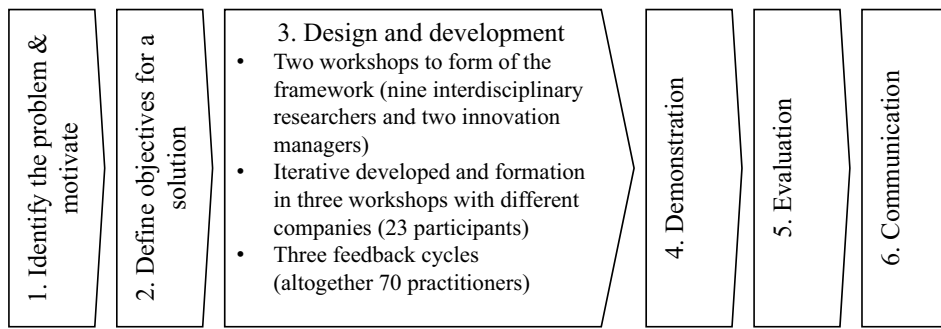 1. Identify the problem &
motivate
2. Define objectives for a
solution
3. Design and development
• Two workshops to form of the
framework (nine interdisciplinary
researchers and two innovation
managers)
• Iterative developed and formation
in three workshops with different
companies (23 participants)
• Three feedback cycles
(altogether 70 practitioners)
4. Demonstration
5. Evaluation
6. Communication